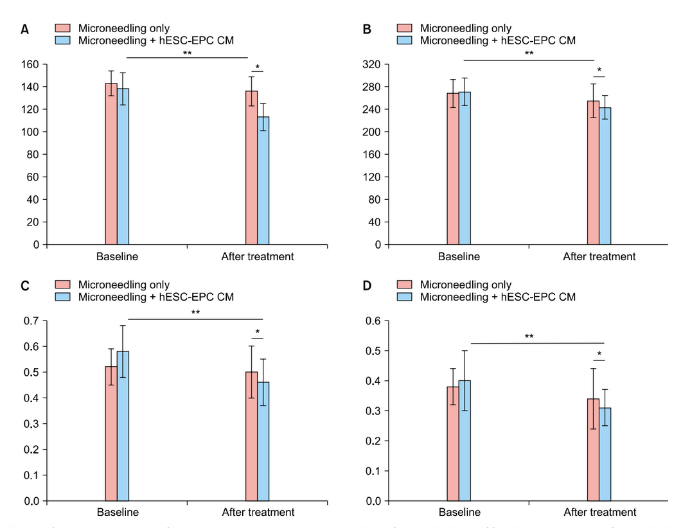 A
Microneedling only
Microneedling + hESC-EPC CM
**
*
160
140
120
100
80
60
40
20
0
Baseline
After treatment
B
Microneedling only
Microneedling + hESC-EPC CM
**
*
320
280
240
200
160
120
80
40
0
Baseline
After treatment
C
Microneedling only
Microneedling + hESC-EPC CM
**
*
0.7
0.6
0.5
0.4
0.3
0.2
0.1
0.0
Baseline
After treatment
D
Microneedling only
Microneedling + hESC-EPC CM
**
*
0.6
0.5
0.4
0.3
0.2
0.1
0.0
Baseline
After treatment